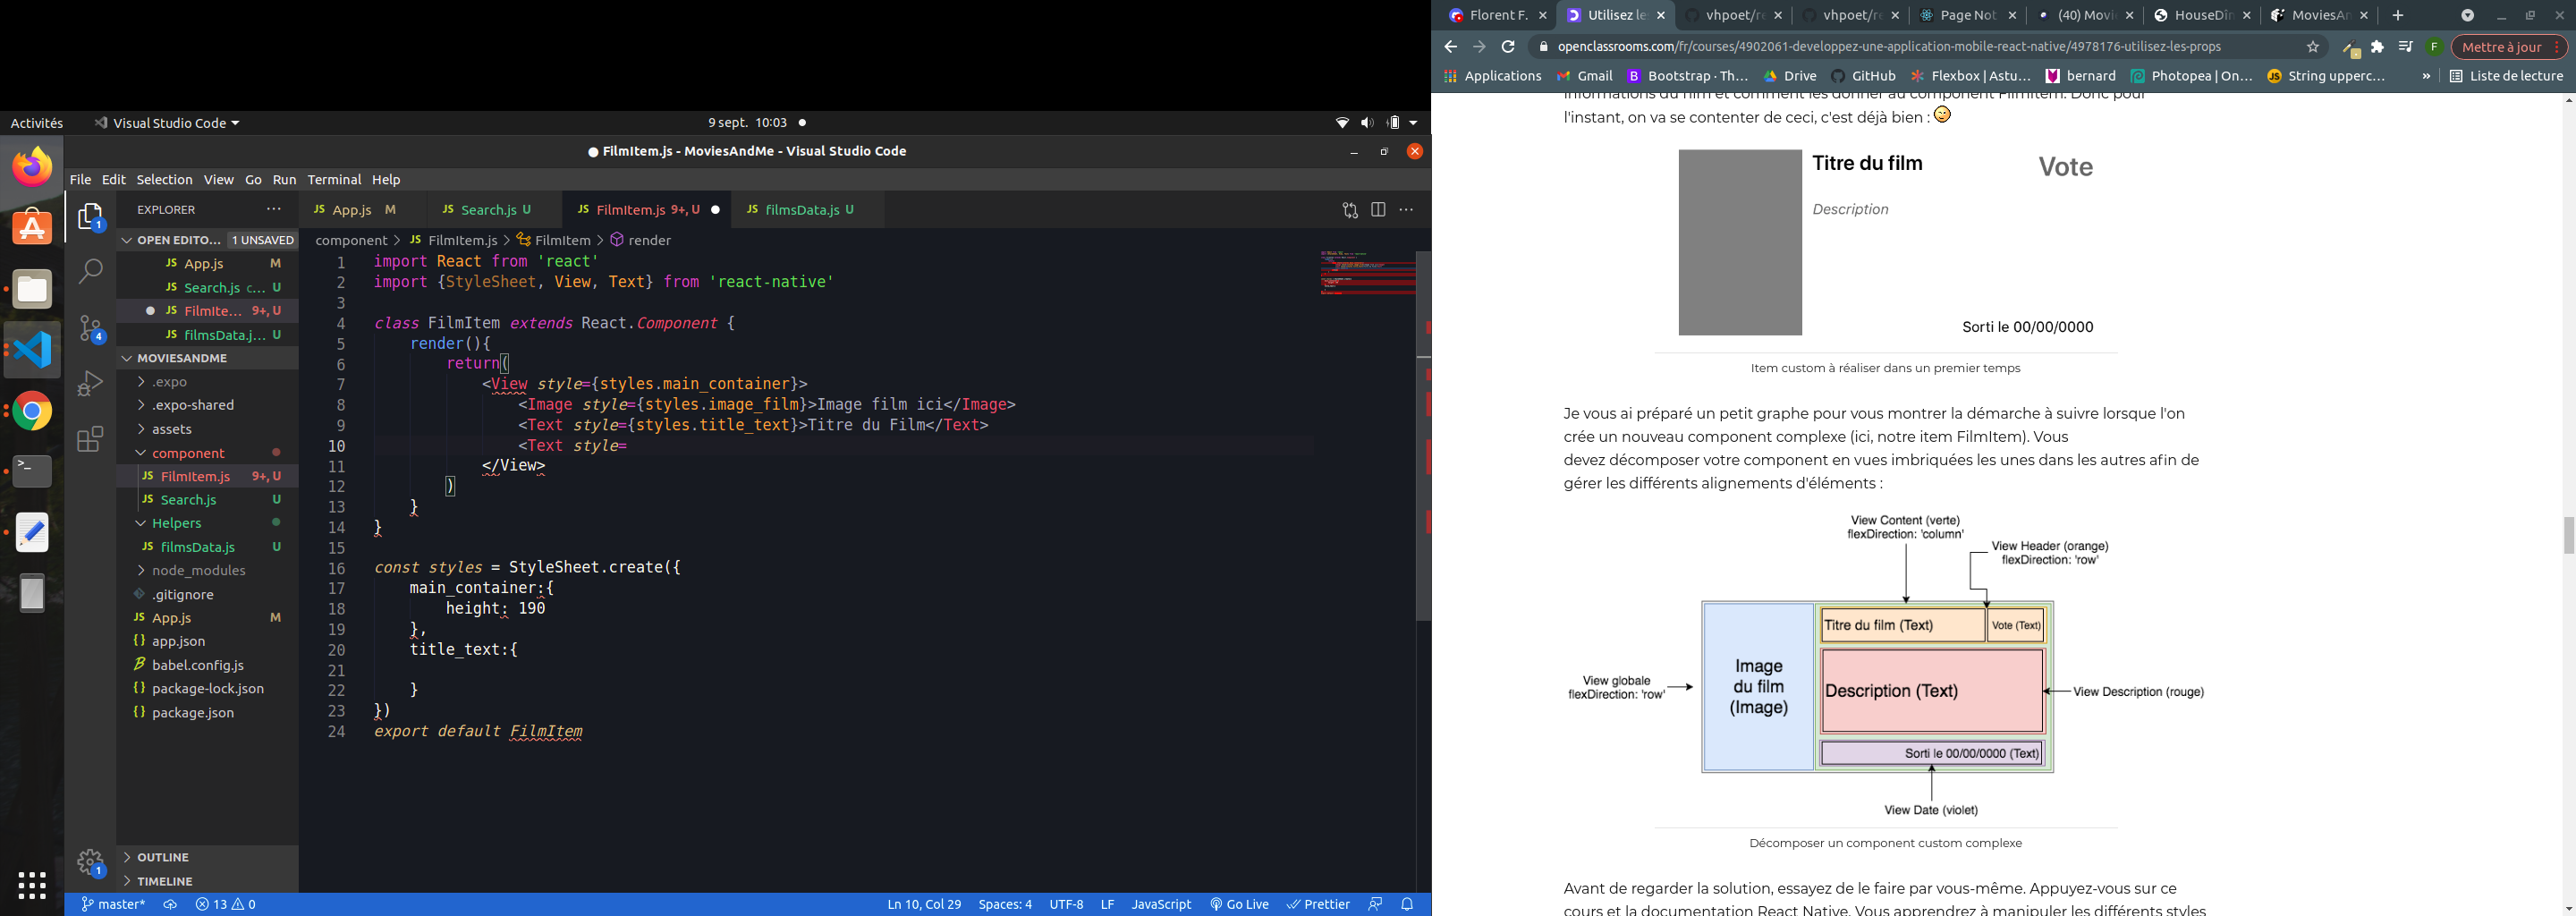 Activités
Visual Studio Code
9 sept. 10:03
● FilmItem.js - MoviesAndMe - Visual Studio Code
File Edit Selection View Go Run Terminal Help
EXPLORER
OPEN EDITO... 1 UNSAVED
App.js M
Search.js c... U
FilmIte... 9+, U
filmsData.j... U
MOVIESANDME
.expo
.expo-shared
assets
component
FilmItem.js 9+, U
Search.js U
Helpers
filmsData.js U
node_modules
.gitignore
App.js M
app.json
babel.config.js
package-lock.json
package.json
OUTLINE
TIMELINE
App.js M Search.js U FilmItem.js 9+, U filmsData.js U
component > FilmItem.js > FilmItem > render
1 import React from 'react'
2 import {StyleSheet, View, Text} from 'react-native'
3
4 class FilmItem extends React.Component {
5 render(){
6 return(
7 <View style={styles.main_container}>
8 <Image style={styles.image_film}>Image film ici</Image>
9 <Text style={styles.title_text}>Titre du Film</Text>
10 <Text style=
11 </View>
12 )
13 }
14 }
15
16 const styles = StyleSheet.create({
17 main_container:{
18 height: 190
19 },
20 title_text:{
21
22 }
23 })
24 export default FilmItem
master* 13 0 Ln 10, Col 29 Spaces: 4 UTF-8 LF JavaScript Go Live Prettier
Florent F. Utilisez le vhpoet/re vhpoet/re Page Not (40) Movi HouseDîn MoviesAn
openclassrooms.com/fr/courses/4902061-developpez-une-application-mobile-react-native/4978176-utilisez-les-props
F Mettre à jour
Applications Gmail Bootstrap · Th... Drive GitHub Flexbox | Astu... bernard Photopea | On... String upperc... » Liste de lecture
informations du film et comment les donner au component FilmItem. Donc pour
l'instant, on va se contenter de ceci, c'est déjà bien :
Titre du film
Vote
Description
Sorti le 00/00/0000
Item custom à réaliser dans un premier temps
Je vous ai préparé un petit graphe pour vous montrer la démarche à suivre lorsque l'on
crée un nouveau component complexe (ici, notre item FilmItem). Vous
devez décomposer votre component en vues imbriquées les unes dans les autres afin de
gérer les différents alignements d'éléments :
View Content (verte)
flexDirection: 'column'
View Header (orange)
flexDirection: 'row'
Titre du film (Text)
Vote (Text)
Image
du film
(Image)
View globale
flexDirection: 'row'
Description (Text)
View Description (rouge)
Sorti le 00/00/0000 (Text)
View Date (violet)
Décomposer un component custom complexe
Avant de regarder la solution, essayez de le faire par vous-même. Appuyez-vous sur ce
cours et la documentation React Native. Vous apprendrez à manipuler les différents styles